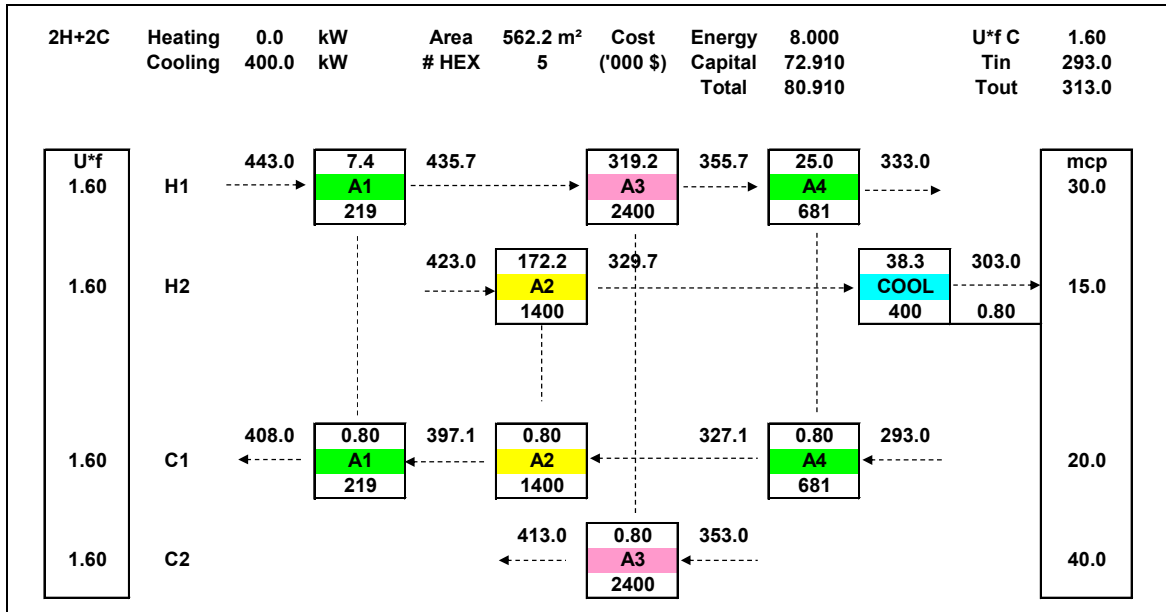 2H+2C Heating 0.0 kW Area 562.2 m² Cost Energy 8.000 U*f C 1.60
Cooling 400.0 kW # HEX 5 ('000 $) Capital 72.910 Tin 293.0
Total 80.910 Tout 313.0
U*f 443.0 7.4 435.7 319.2 355.7 25.0 333.0 mcp
1.60 H1 A1 A3 A4 30.0
219 2400 681
423.0 172.2 329.7 38.3 303.0
1.60 H2 A2 COOL 15.0
1400 400 0.80
408.0 0.80 397.1 0.80 327.1 0.80 293.0
1.60 C1 A1 A2 A4 20.0
219 1400 681
413.0 0.80 353.0
1.60 C2 A3 40.0
2400